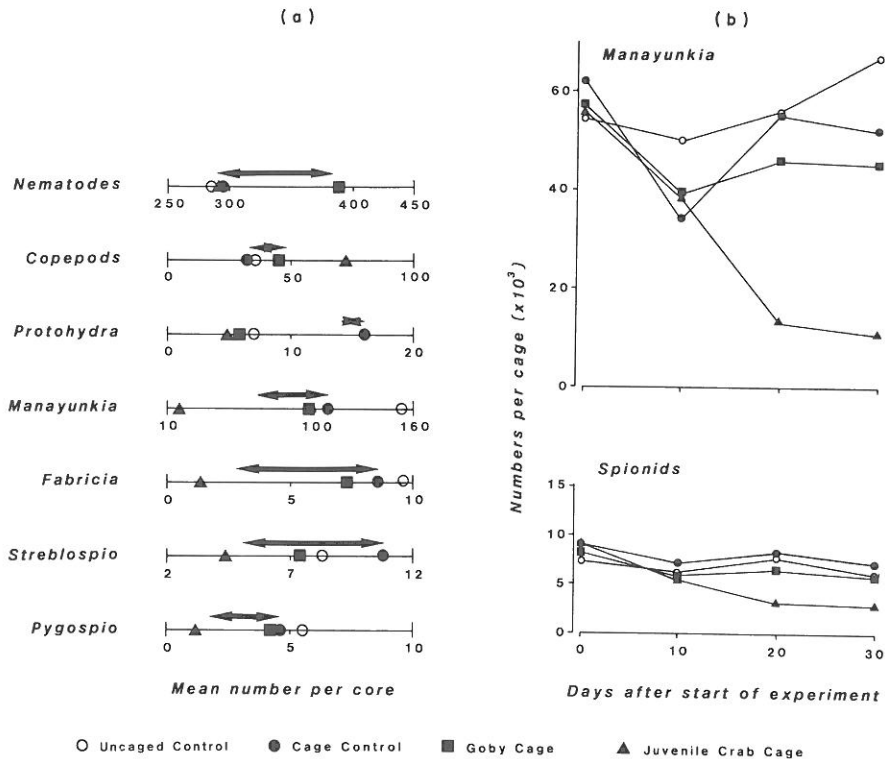 (a)
Nematodes
250 300 400 450
Copepods
0 50 100
Protohydra
0 10 20
Manayunkia
10 100 160
Fabricia
0 5 10
Streblospio
2 7 12
Pygospio
0 5 10
Mean number per core
(b)
Manayunkia
60
40
20
0
Numbers per cage (x10³)
Spionids
15
10
5
0
0 10 20 30
Days after start of experiment
Uncaged Control Cage Control Goby Cage Juvenile Crab Cage